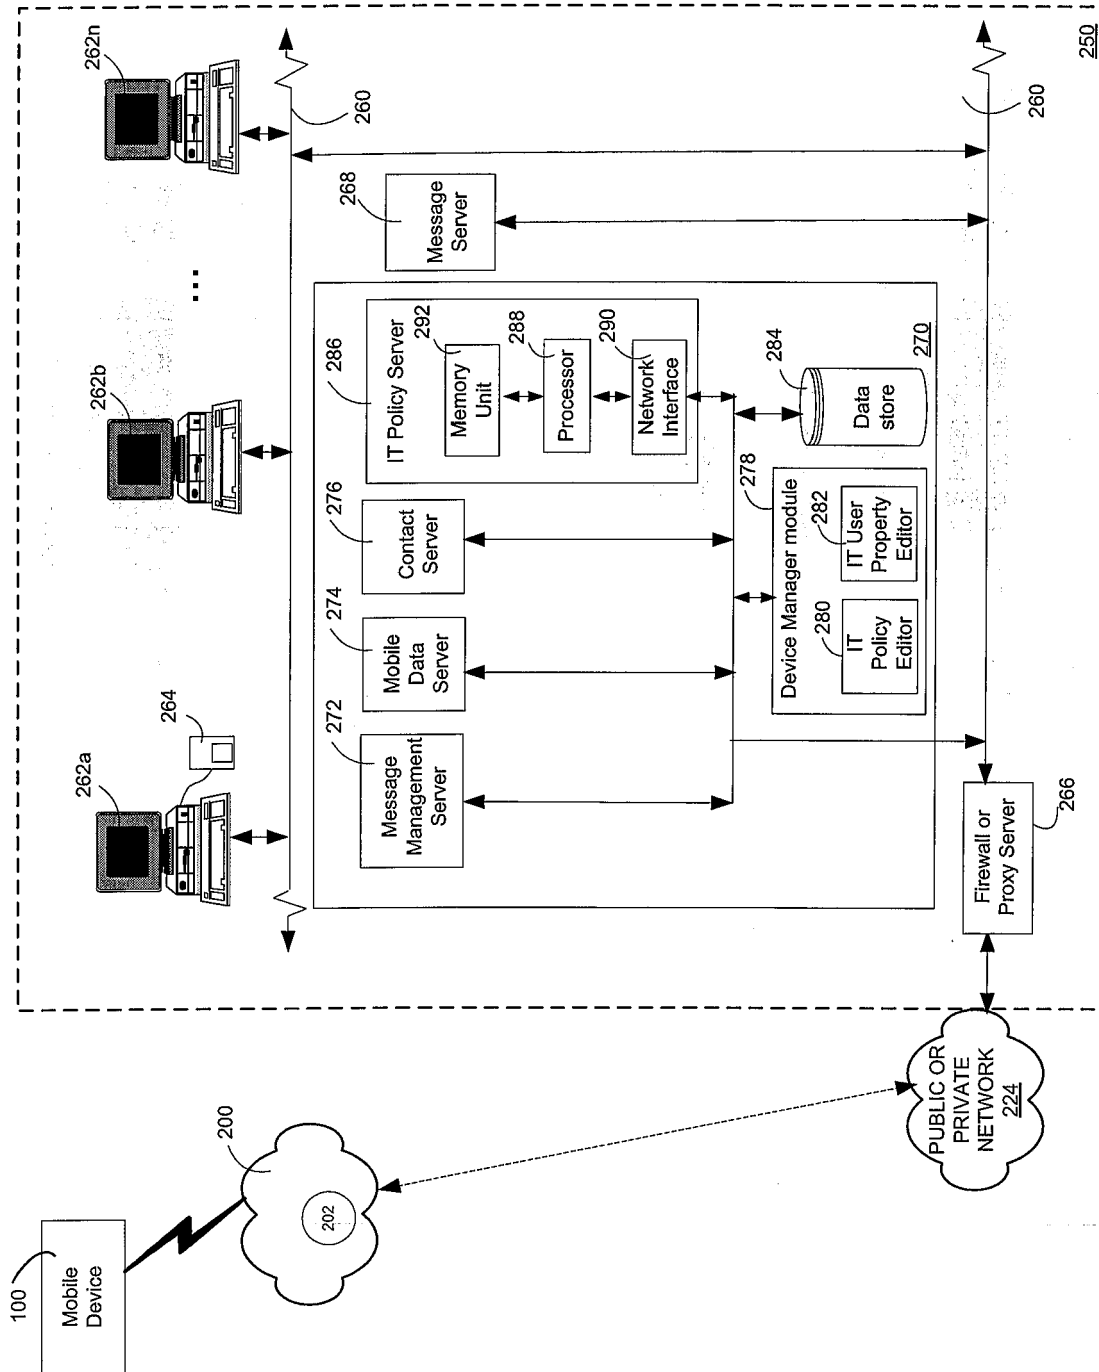 100
Mobile
Device
200
202
PUBLIC OR
PRIVATE
NETWORK
224
262a
264
262b
...
262n
260
272
Message
Management
Server
274
Mobile
Data
Server
276
Contact
Server
286
IT Policy Server
292
Memory
Unit
288
Processor
290
Network
Interface
268
Message
Server
278
Device Manager module
280
IT
Policy
Editor
282
IT User
Property
Editor
284
Data
store
270
266
Firewall or
Proxy Server
260
250